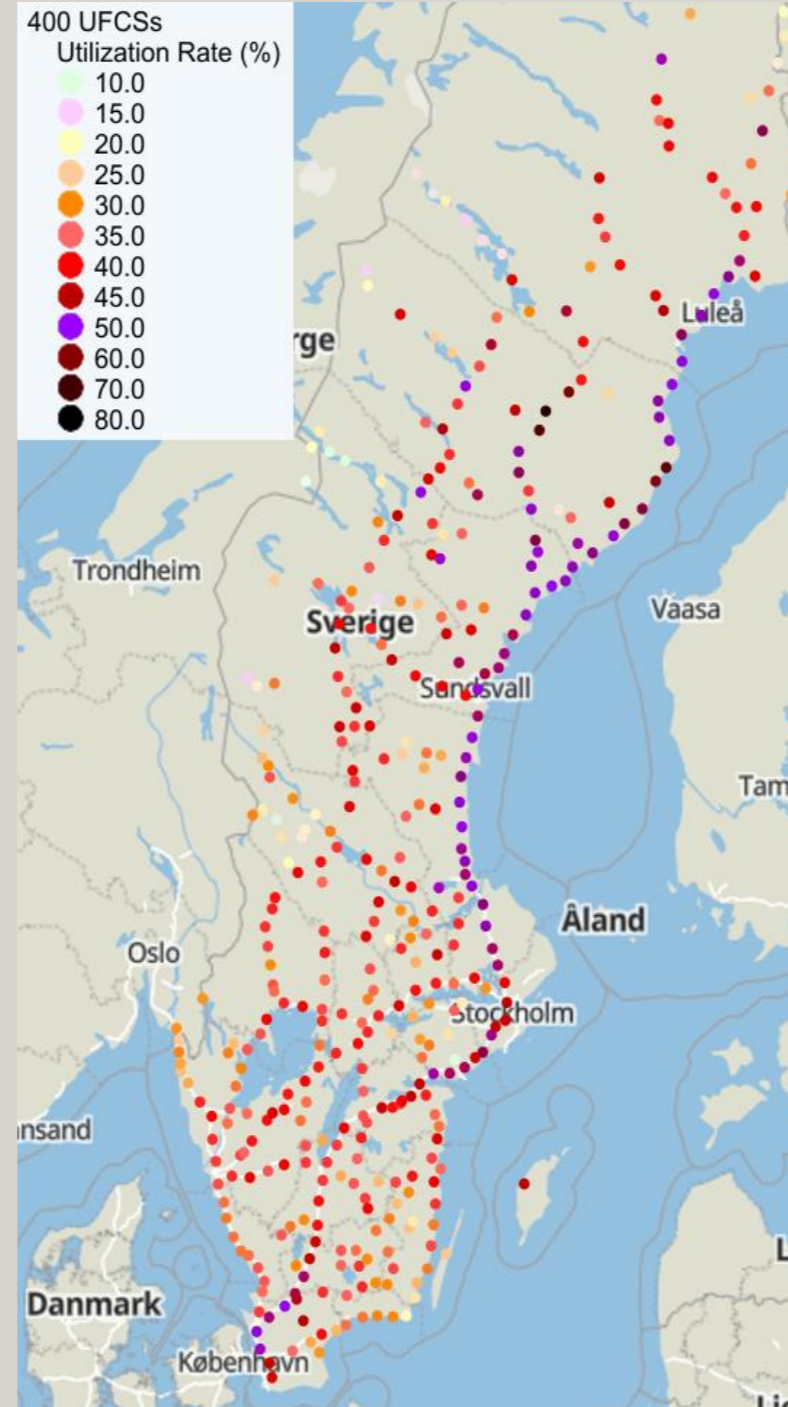 400 UFCSs
Utilization Rate (%)
10.0
15.0
20.0
25.0
30.0
35.0
40.0
45.0
50.0
60.0
70.0
80.0
Luleå
rge
Trondheim
Vaasa
Sverige
Sundsvall
Tam
Åland
Oslo
Stockholm
nsand
L
Danmark
København
Lie